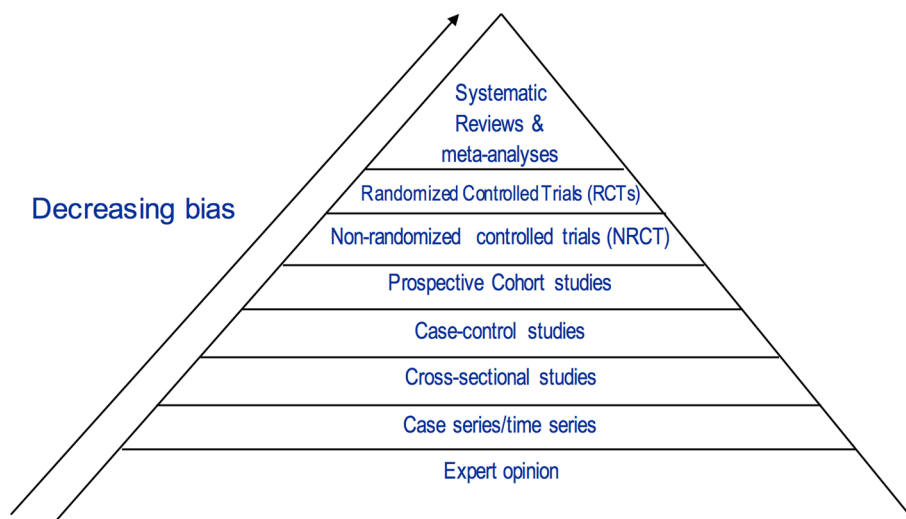 Systematic
Reviews &
meta-analyses
Randomized Controlled Trials (RCTs)
Decreasing bias
Non-randomized controlled trials (NRCT)
Prospective Cohort studies
Case-control studies
Cross-sectional studies
Case series/time series
Expert opinion